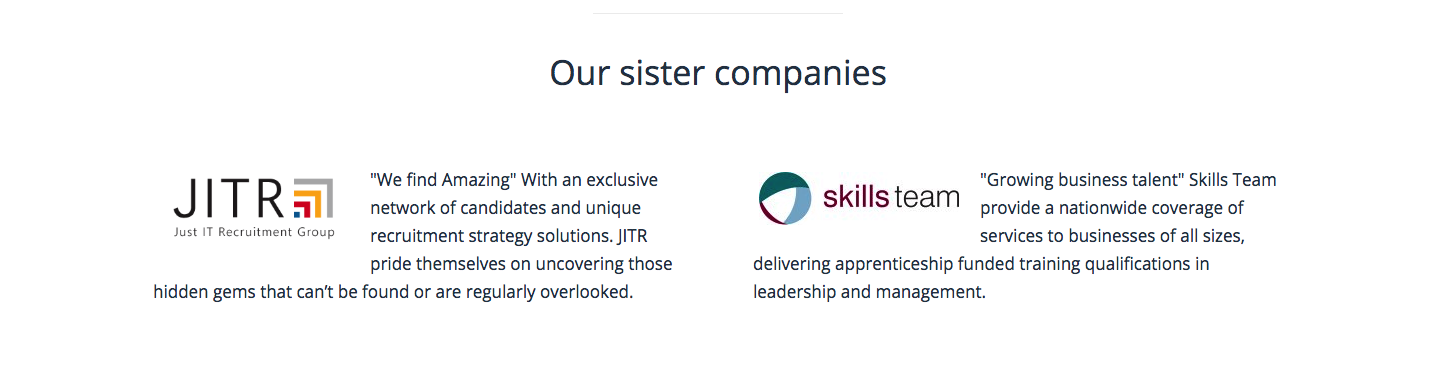 Our sister companies
JITR
Just IT Recruitment Group
"We find Amazing" With an exclusive
network of candidates and unique
recruitment strategy solutions. JITR
pride themselves on uncovering those
hidden gems that can’t be found or are regularly overlooked.
skills team
"Growing business talent" Skills Team
provide a nationwide coverage of
services to businesses of all sizes,
delivering apprenticeship funded training qualifications in
leadership and management.